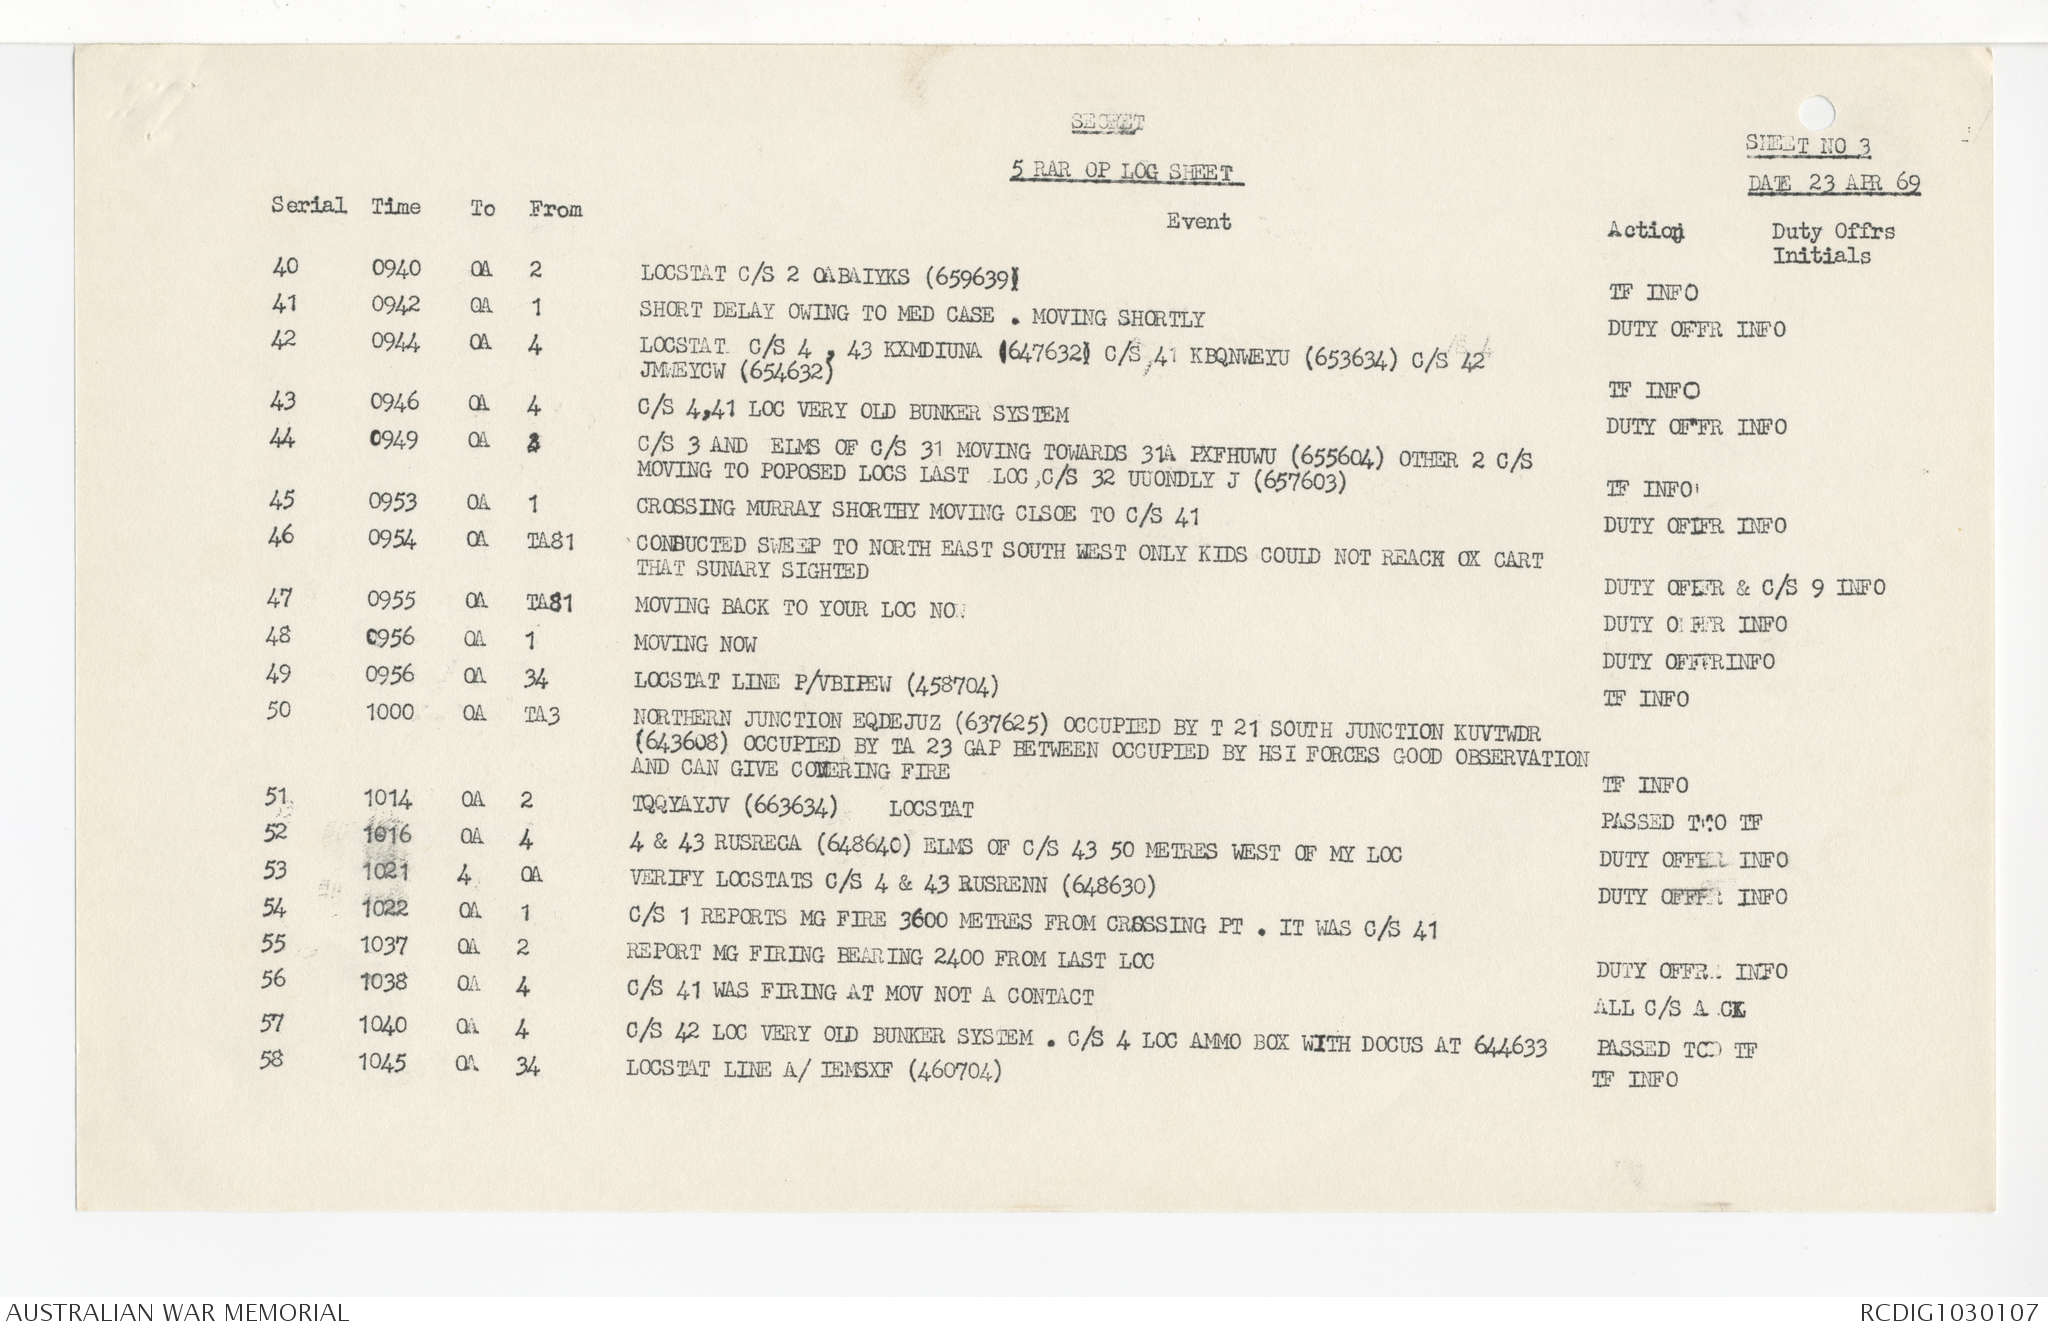 SECRET
5 RAR OP LOG SHEET
SHEET NO 3
DATE 23 APR 69
Serial Time To From Event Action Duty Offrs
Initials
40 0940 OA 2 LOCSTAT C/S 2 OABAIYKS (659639)
TF INFO
41 0942 OA 1 SHORT DELAY OWING TO MED CASE . MOVING SHORTLY
DUTY OFFR INFO
42 0944 OA 4 LOCSTAT C/S 4 , 43 KXMDIUNA (647632) C/S ,41 KBQNWEYU (653634) C/S 42
JMWEYCW (654632)
TF INFO
43 0946 OA 4 C/S 4,41 LOC VERY OLD BUNKER SYSTEM
DUTY OFFR INFO
44 0949 OA C/S 3 AND ELMS OF C/S 31 MOVING TOWARDS 31A PXFHUWU (655604) OTHER 2 C/S
MOVING TO POPOSED LOCS LAST LOC ,C/S 32 UUONDLY J (657603)
TF INFO
45 0953 OA 1 CROSSING MURRAY SHORTHY MOVING CLSOE TO C/S 41
DUTY OFFR INFO
46 0954 OA TA81 CONDUCTED SWEEP TO NORTH EAST SOUTH WEST ONLY KIDS COULD NOT REACH OX CART
THAT SUNARY SIGHTED
DUTY OFFR & C/S 9 INFO
47 0955 OA TA81 MOVING BACK TO YOUR LOC NO
DUTY OFFR INFO
48 0956 OA 1 MOVING NOW
DUTY OFFFRINFO
49 0956 OA 34 LOCSTAT LINE P/VBIPEW (458704)
TF INFO
50 1000 OA TA3 NORTHERN JUNCTION EQDEJUZ (637625) OCCUPIED BY T 21 SOUTH JUNCTION KUVTWDR
(643608) OCCUPIED BY TA 23 GAP BETWEEN OCCUPIED BY HSI FORCES GOOD OBSERVATION
AND CAN GIVE COVERING FIRE
TF INFO
51 1014 OA 2 TQQYAYJV (663634) LOCSTAT
PASSED TOO TF
52 1016 OA 4 4 & 43 RUSRECA (648640) ELMS OF C/S 43 50 METRES WEST OF MY LOC
DUTY OFFER INFO
53 1021 4 OA VERIFY LOCSTATS C/S 4 & 43 RUSRENN (648630)
DUTY OFFFR INFO
54 1022 OA 1 C/S 1 REPORTS MG FIRE 3600 METRES FROM CROSSING PT . IT WAS C/S 41
55 1037 OA 2 REPORT MG FIRING BEARING 2400 FROM LAST LOC
DUTY OFFR INFO
56 1038 OA 4 C/S 41 WAS FIRING AT MOV NOT A CONTACT
ALL C/S A CK
57 1040 OA 4 C/S 42 LOC VERY OLD BUNKER SYSTEM . C/S 4 LOC AMMO BOX WITH DOCUS AT 644633
PASSED TOO TF
58 1045 OA 34 LOCSTAT LINE A/ IEMSXF (460704)
TF INFO
AUSTRALIAN WAR MEMORIAL
RCDIG1030107